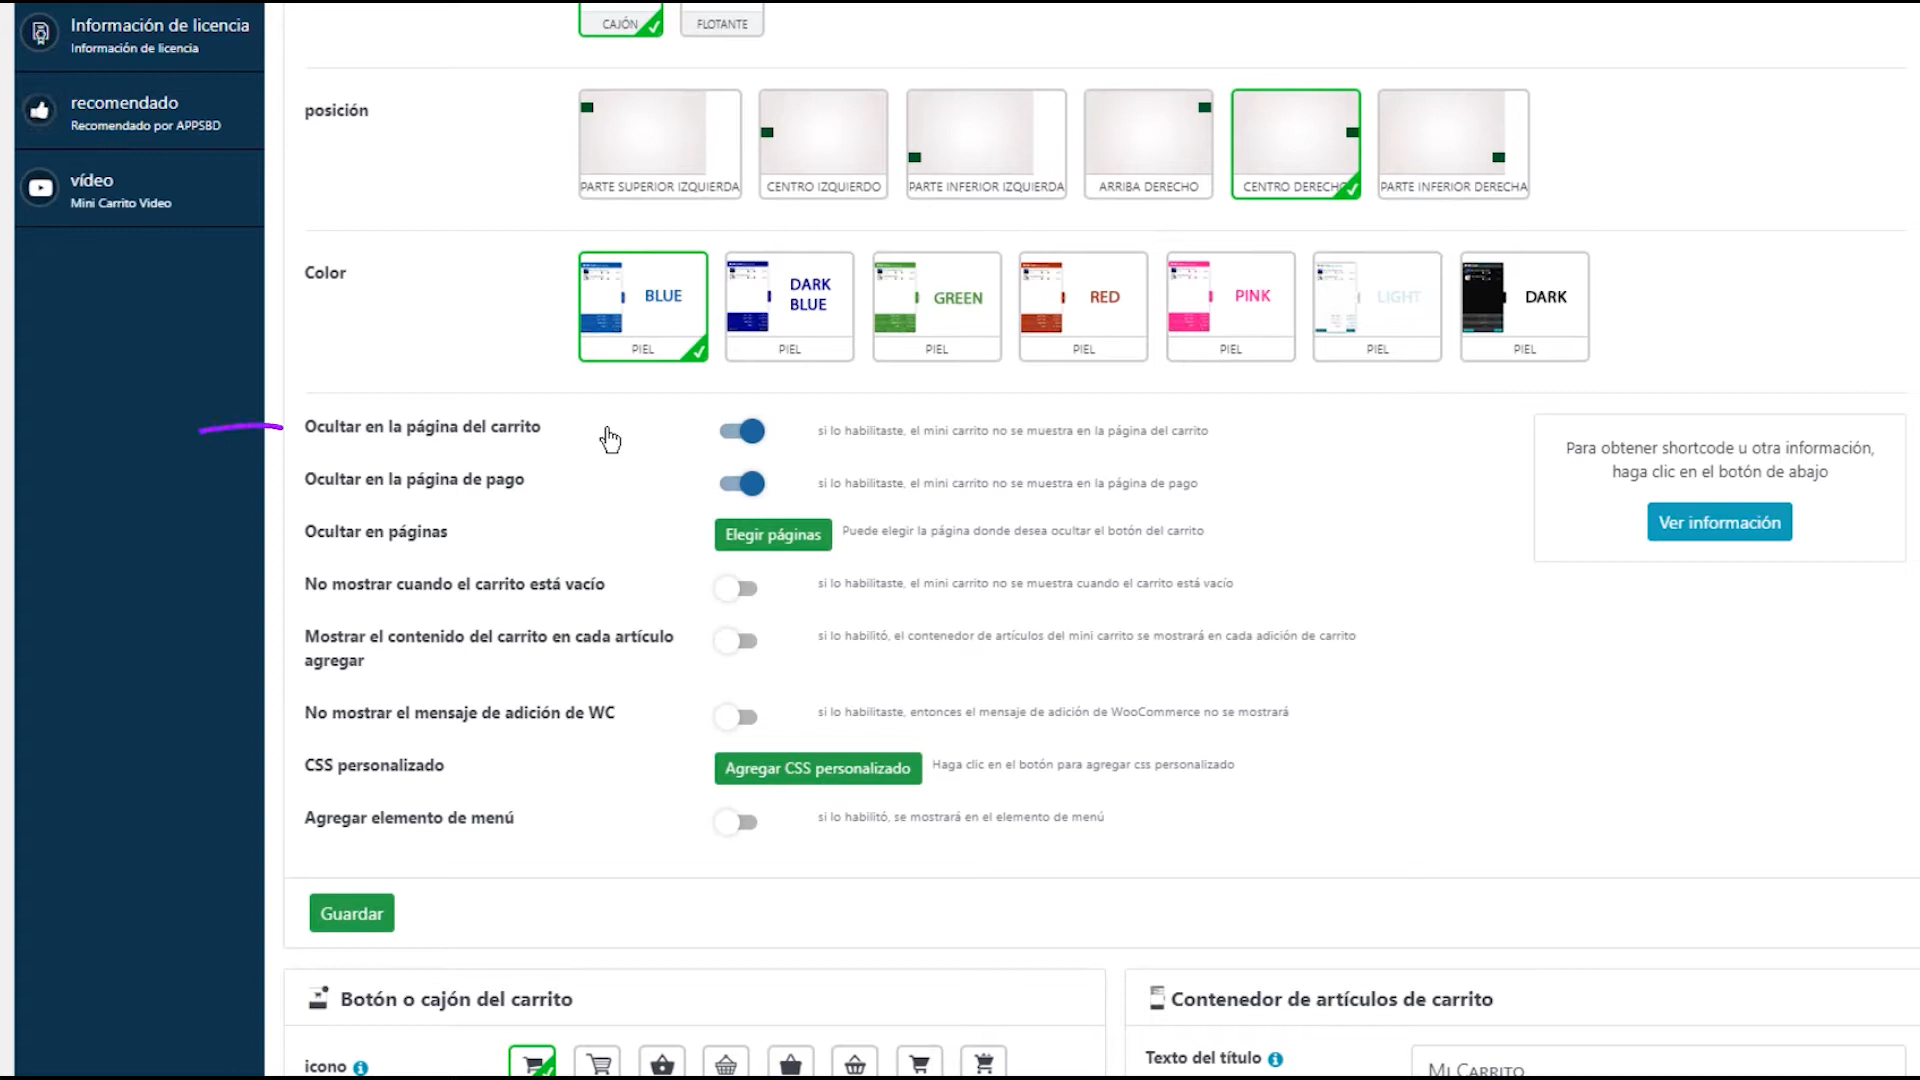 Información de licencia
Información de licencia
recomendado
Recomendado por APPSBD
vídeo
Mini Carrito Video
CAJÓN
FLOTANTE
posición
PARTE SUPERIOR IZQUIERDA
CENTRO IZQUIERDO
PARTE INFERIOR IZQUIERDA
ARRIBA DERECHO
CENTRO DERECHO
PARTE INFERIOR DERECHA
Color
BLUE
PIEL
DARK
BLUE
PIEL
GREEN
PIEL
RED
PIEL
PINK
PIEL
LIGHT
PIEL
DARK
PIEL
Ocultar en la página del carrito
si lo habilitaste, el mini carrito no se muestra en la página del carrito
Ocultar en la página de pago
si lo habilitaste, el mini carrito no se muestra en la página de pago
Ocultar en páginas
Elegir páginas
Puede elegir la página donde desea ocultar el botón del carrito
No mostrar cuando el carrito está vacío
si lo habilitaste, el mini carrito no se muestra cuando el carrito está vacío
Mostrar el contenido del carrito en cada artículo
agregar
si lo habilitó, el contenedor de artículos del mini carrito se mostrará en cada adición de carrito
No mostrar el mensaje de adición de WC
si lo habilitaste, entonces el mensaje de adición de WooCommerce no se mostrará
CSS personalizado
Agregar CSS personalizado
Haga clic en el botón para agregar css personalizado
Agregar elemento de menú
si lo habilitó, se mostrará en el elemento de menú
Para obtener shortcode u otra información,
haga clic en el botón de abajo
Ver información
Guardar
Botón o cajón del carrito
icono
Contenedor de artículos de carrito
Texto del título
Mi Carrito